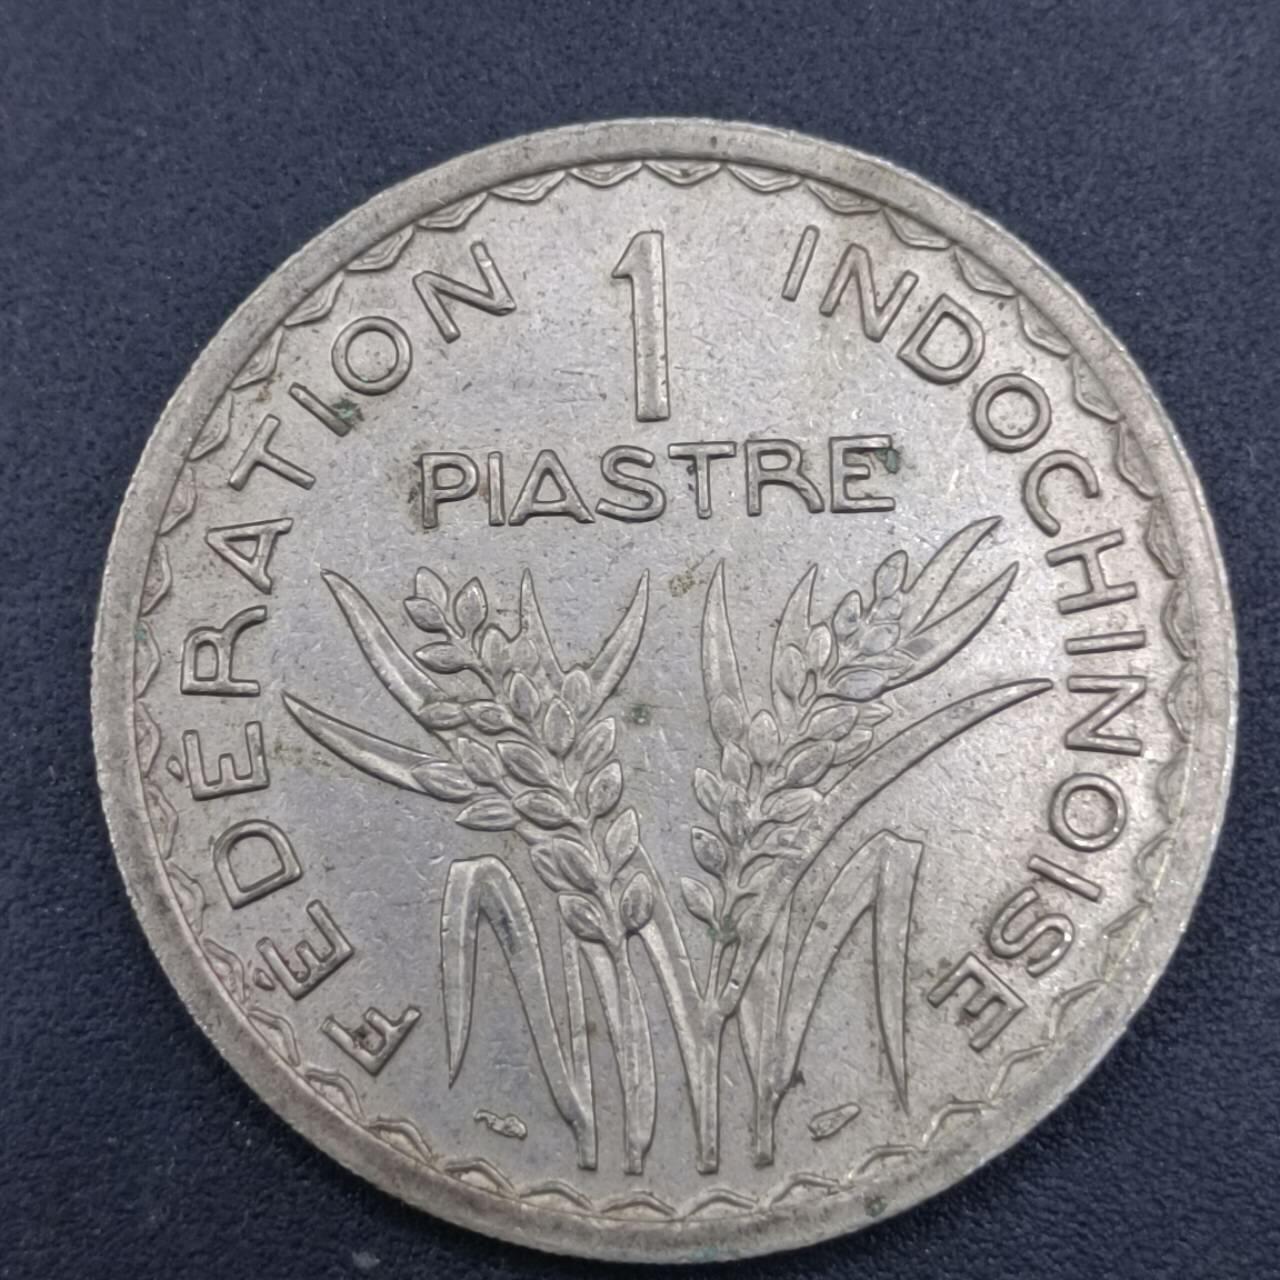 FÉDÉRATION INDOCHINOISE
1
PIASTRE